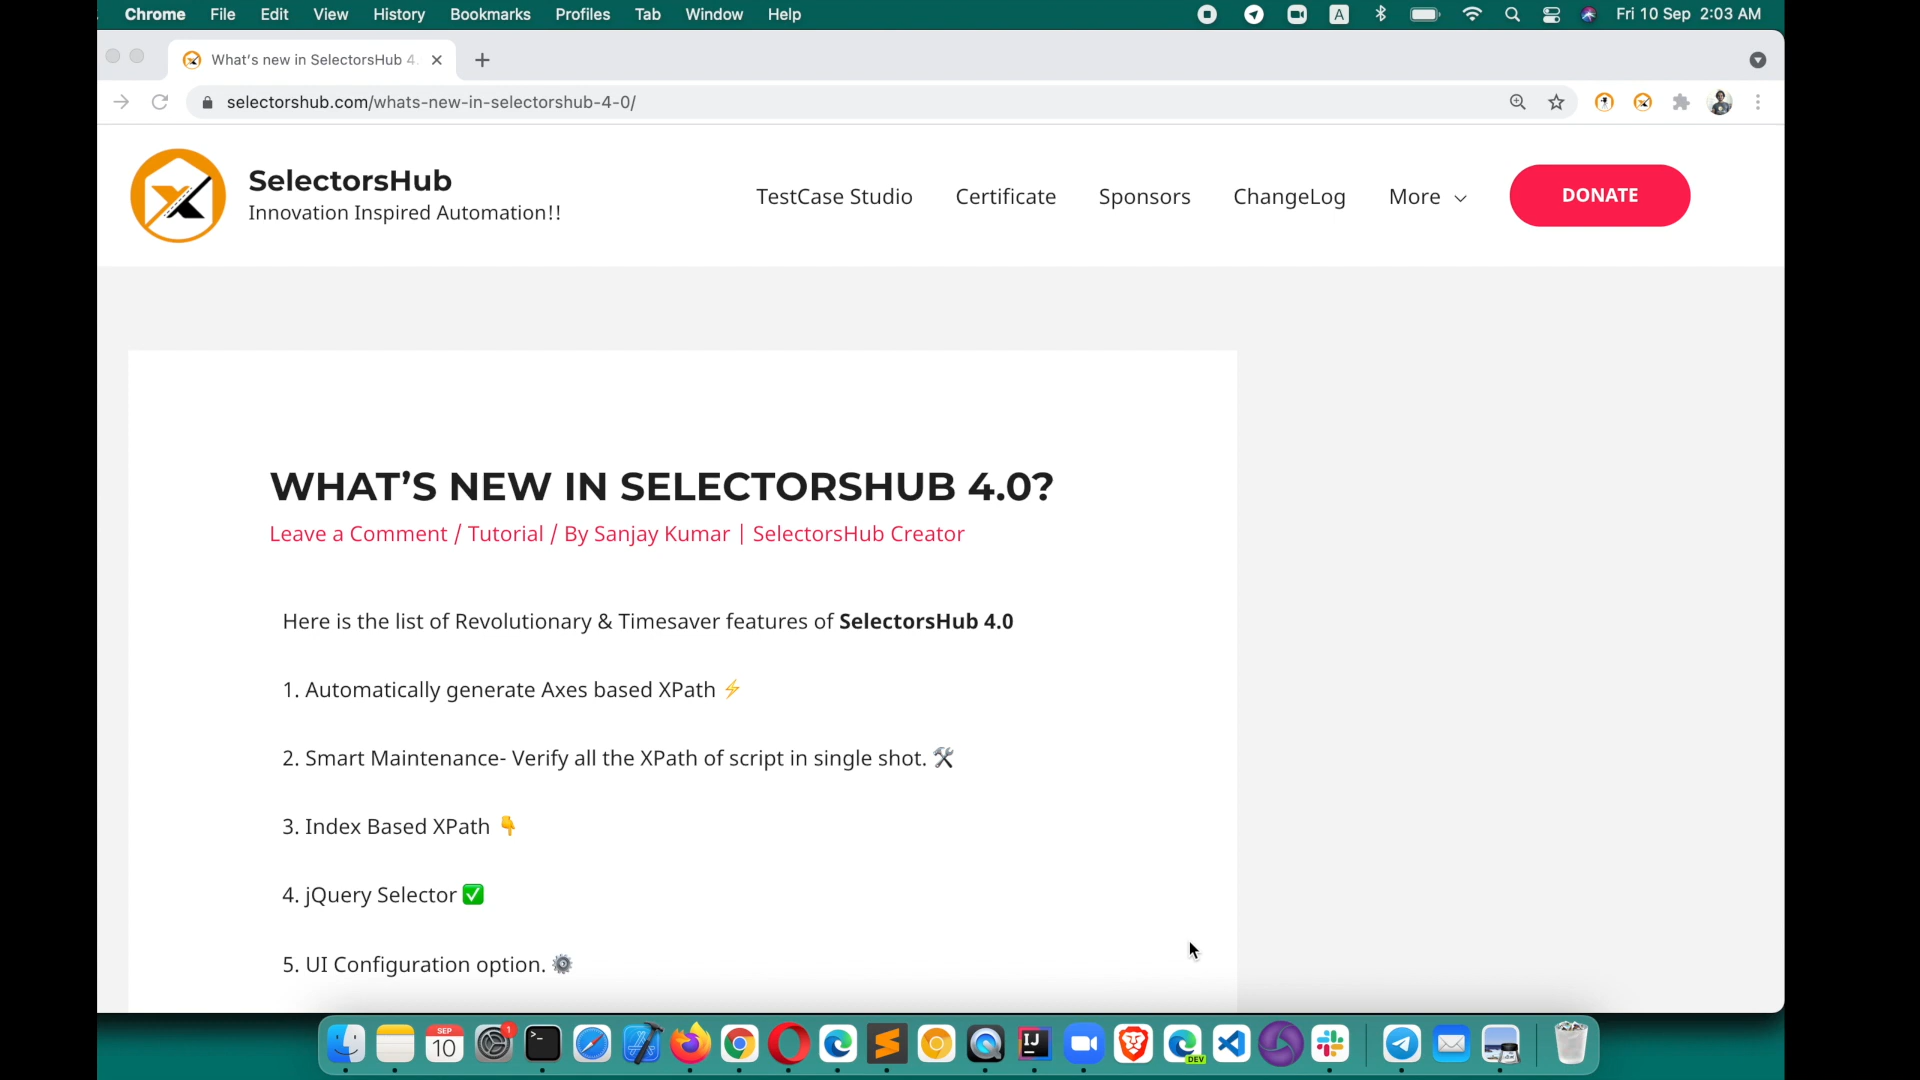 Chrome File Edit View History Bookmarks Profiles Tab Window Help A Fri 10 Sep 2:03 AM
What's new in SelectorsHub 4.
selectorshub.com/whats-new-in-selectorshub-4-0/
SelectorsHub
Innovation Inspired Automation!!
TestCase Studio Certificate Sponsors ChangeLog More DONATE
WHAT'S NEW IN SELECTORSHUB 4.0?
Leave a Comment / Tutorial / By Sanjay Kumar | SelectorsHub Creator
Here is the list of Revolutionary & Timesaver features of SelectorsHub 4.0
1. Automatically generate Axes based XPath ⚡
2. Smart Maintenance- Verify all the XPath of script in single shot. 🛠
3. Index Based XPath 👇
4. jQuery Selector ✅
5. UI Configuration option. ⚙
SEP
10
1
>_
IJ
DEV